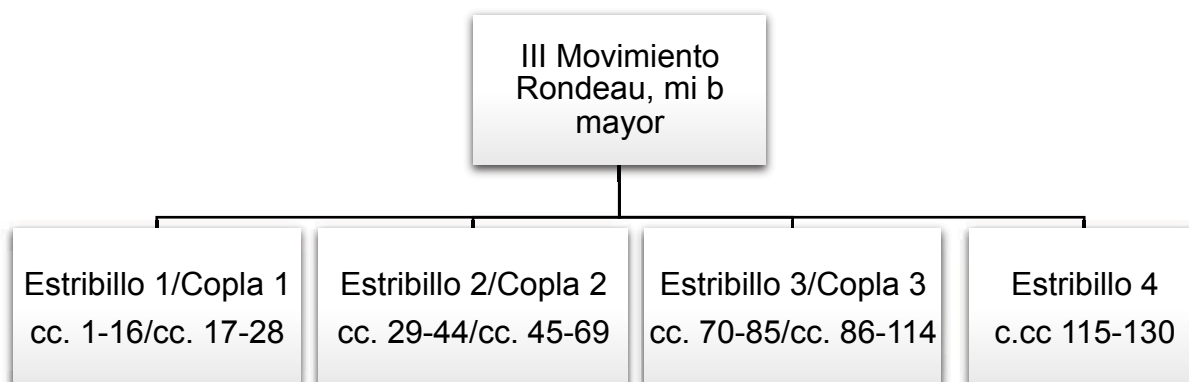 III Movimiento
Rondeau, mi b
mayor
Estribillo 1/Copla 1
cc. 1-16/cc. 17-28
Estribillo 2/Copla 2
cc. 29-44/cc. 45-69
Estribillo 3/Copla 3
cc. 70-85/cc. 86-114
Estribillo 4
c.cc 115-130